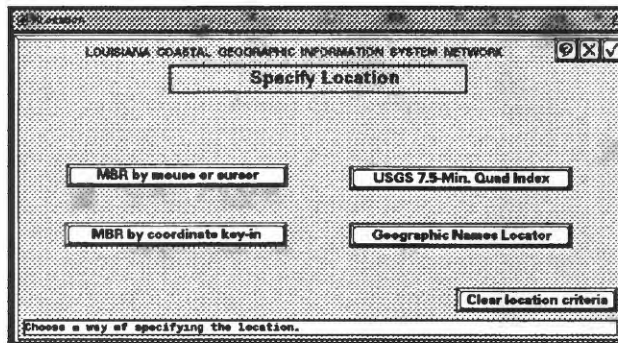 Location
LOUISIANA COASTAL GEOGRAPHIC INFORMATION SYSTEM NETWORK
Specify Location
MBR by mouse or cursor
USGS 7.5-Min. Quad Index
MBR by coordinate key-in
Geographic Names Locator
Clear location criteria
Choose a way of specifying the location.